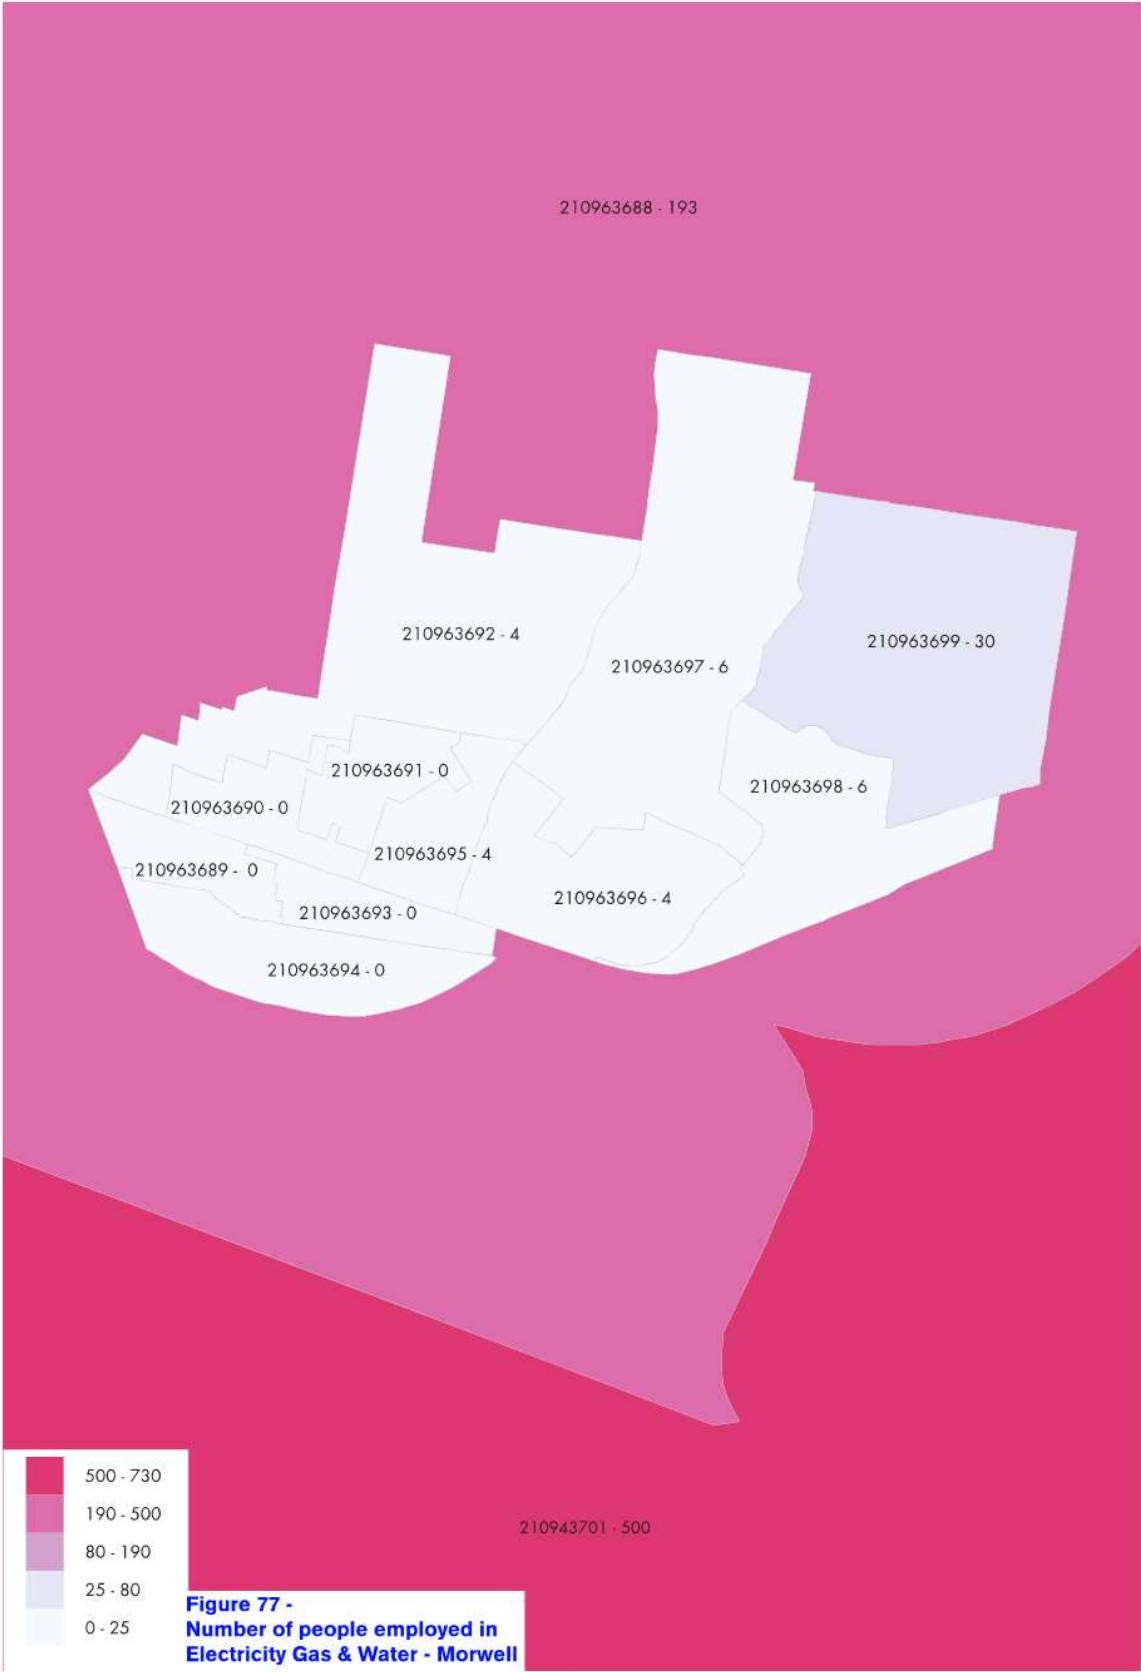 210963688 - 193
210963692 - 4
210963699 - 30
210963697 - 6
210963691 - 0
210963698 - 6
210963690 - 0
210963695 - 4
210963689 -  0
210963696 - 4
210963693 - 0
210963694 - 0
500 - 730
190 - 500
80 - 190
25 - 80
0 - 25
210943701 - 500
Figure 77 -
Number of people employed in
Electricity Gas & Water - Morwell